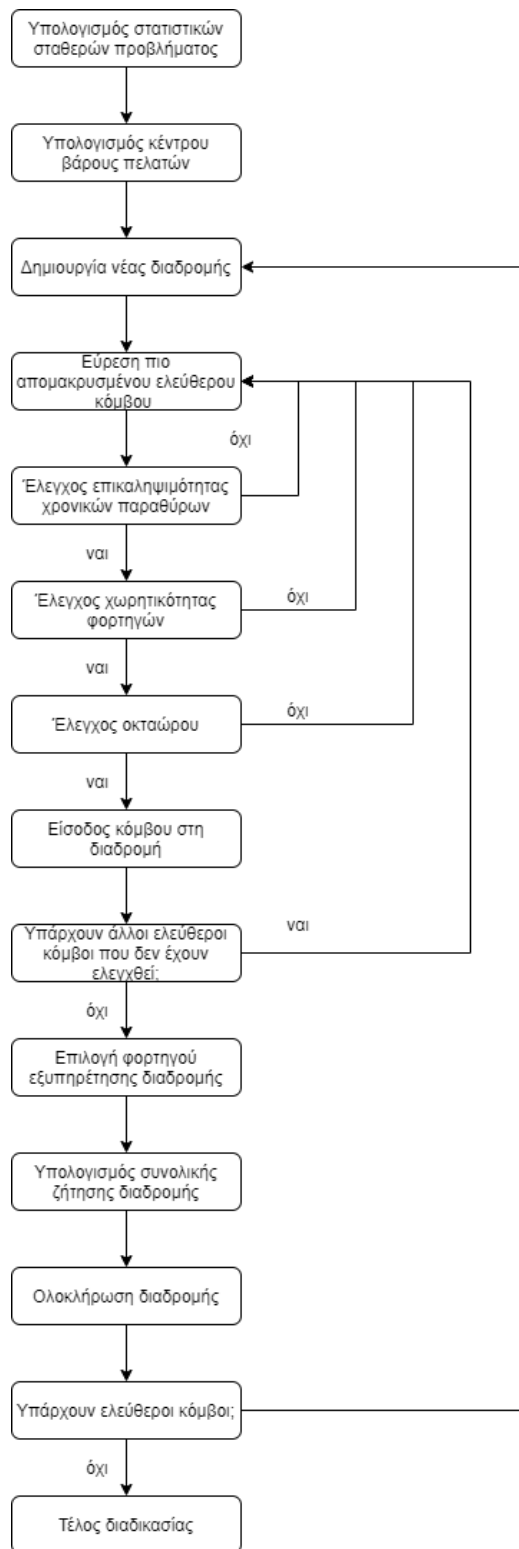 Υπολογισμός στατιστικών
σταθερών προβλήματος
Υπολογισμός κέντρου
βάρους πελατών
Δημιουργία νέας διαδρομής
Εύρεση πιο
απομακρυσμένου ελεύθερου
κόμβου
όχι
Έλεγχος επικαληψιμότητας
χρονικών παραθύρων
ναι
Έλεγχος χωρητικότητας
φορτηγών
όχι
ναι
Έλεγχος οκταώρου
όχι
ναι
Είσοδος κόμβου στη
διαδρομή
Υπάρχουν άλλοι ελεύθεροι
κόμβοι που δεν έχουν
ελεγχθεί;
ναι
όχι
Επιλογή φορτηγού
εξυπηρέτησης διαδρομής
Υπολογισμός συνολικής
ζήτησης διαδρομής
Ολοκλήρωση διαδρομής
Υπάρχουν ελεύθεροι κόμβοι;
όχι
Τέλος διαδικασίας